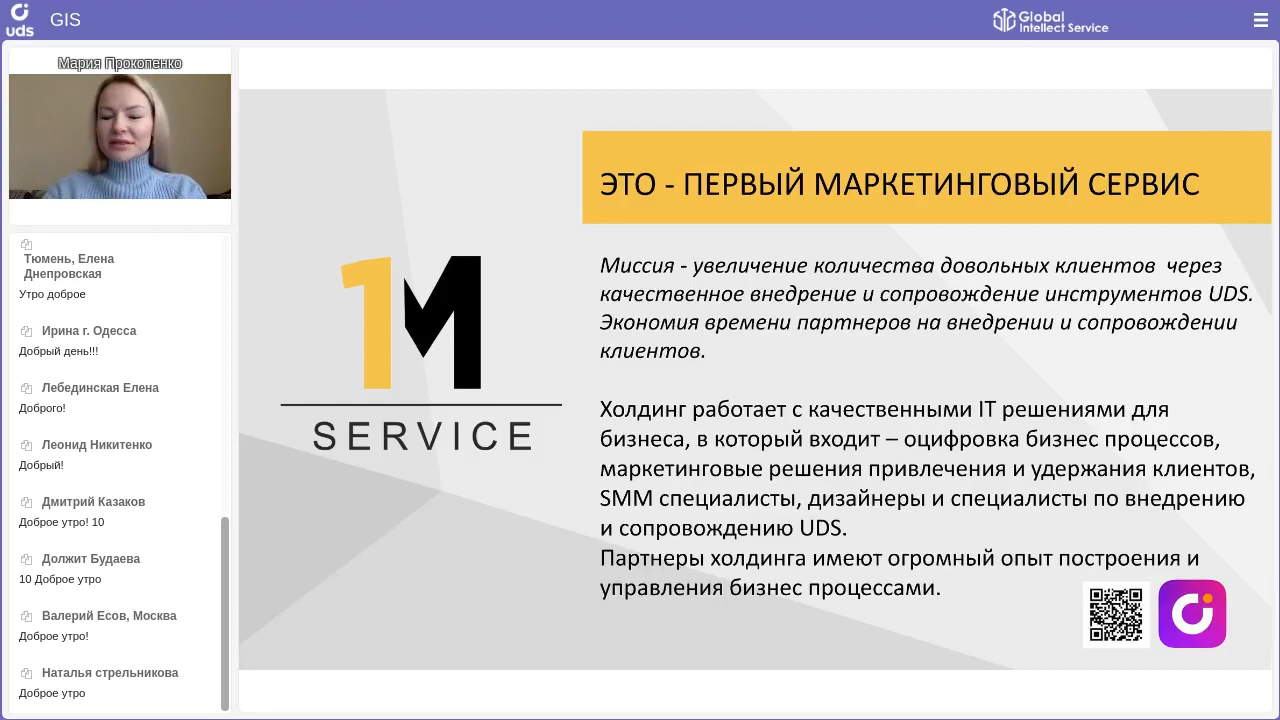 uds
GIS
Global
Intellect Service
Мария Прокопенко
Тюмень, Елена
Днепровская
Утро доброе
Ирина г. Одесса
Добрый день!!!
Лебединская Елена
Доброго!
Леонид Никитенко
Добрый!
Дмитрий Казаков
Доброе утро! 10
Должит Будаева
10 Доброе утро
Валерий Есов, Москва
Доброе утро!
Наталья стрельникова
Доброе утро
1M
SERVICE
ЭТО - ПЕРВЫЙ МАРКЕТИНГОВЫЙ СЕРВИС
Миссия - увеличение количества довольных клиентов через
качественное внедрение и сопровождение инструментов UDS.
Экономия времени партнеров на внедрении и сопровождении
клиентов.
Холдинг работает с качественными IT решениями для
бизнеса, в который входит – оцифровка бизнес процессов,
маркетинговые решения привлечения и удержания клиентов,
SMM специалисты, дизайнеры и специалисты по внедрению
и сопровождению UDS.
Партнеры холдинга имеют огромный опыт построения и
управления бизнес процессами.